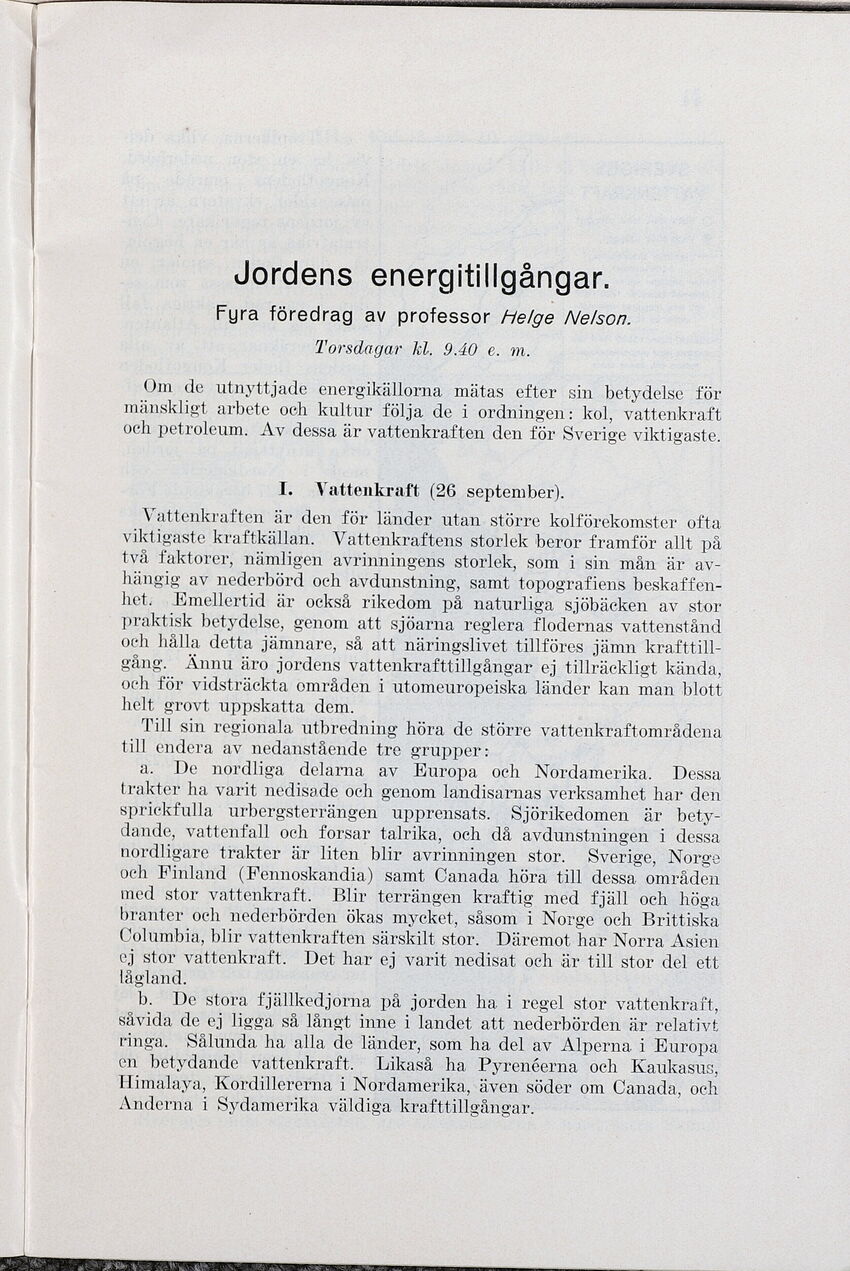 Jordens energitillgångar.
Fyra föredrag av professor Helge Nelson.
Torsdagar kl. 9.40 e. m.
Om de utnyttjade energikällorna mätas efter sin betydelse för
mänskligt arbete och kultur följa de i ordningen: kol, vattenkraft
och petroleum. Av dessa är vattenkraften den för Sverige viktigaste.
I. Vattenkraft (26 september).
Vattenkraften är den för länder utan större kolförekomster ofta
viktigaste kraftkällan. Vattenkraftens storlek beror framför allt på
två faktorer, nämligen avrinningens storlek, som i sin mån är av-
hängig av nederbörd och avdunstning, samt topografiens beskaffen-
het. Emellertid är också rikedom på naturliga sjöbäcken av stor
praktisk betydelse, genom att sjöarna reglera flodernas vattenstånd
och hålla detta jämnare, så att näringslivet tillföres jämn krafttill-
gång. Ännu äro jordens vattenkrafttillgångar ej tillräckligt kända,
och för vidsträckta områden i utomeuropeiska länder kan man blott
helt grovt uppskatta dem.
Till sin regionala utbredning höra de större vattenkraftområdena
till endera av nedanstående tre grupper:
a. De nordliga delarna av Europa och Nordamerika. Dessa
trakter ha varit nedisade och genom landisarnas verksamhet har den
sprickfulla urbergsterrängen upprensats. Sjörikedomen är bety-
dande, vattenfall och forsar talrika, och då avdunstningen i dessa
nordligare trakter är liten blir avrinningen stor. Sverige, Norge
och Finland (Fennoskandia) samt Canada höra till dessa områden
med stor vattenkraft. Blir terrängen kraftig med fjäll och höga
branter och nederbörden ökas mycket, såsom i Norge och Brittiska
Columbia, blir vattenkraften särskilt stor. Däremot har Norra Asien
ej stor vattenkraft. Det har ej varit nedisat och är till stor del ett
lågland.
b. De stora fjällkedjorna på jorden ha i regel stor vattenkraft,
såvida de ej ligga så långt inne i landet att nederbörden är relativt
ringa. Sålunda ha alla de länder, som ha del av Alperna i Europa
en betydande vattenkraft. Likaså ha Pyrenéerna och Kaukasus,
Himalaya, Kordillererna i Nordamerika, även söder om Canada, och
Anderna i Sydamerika väldiga krafttillgångar.